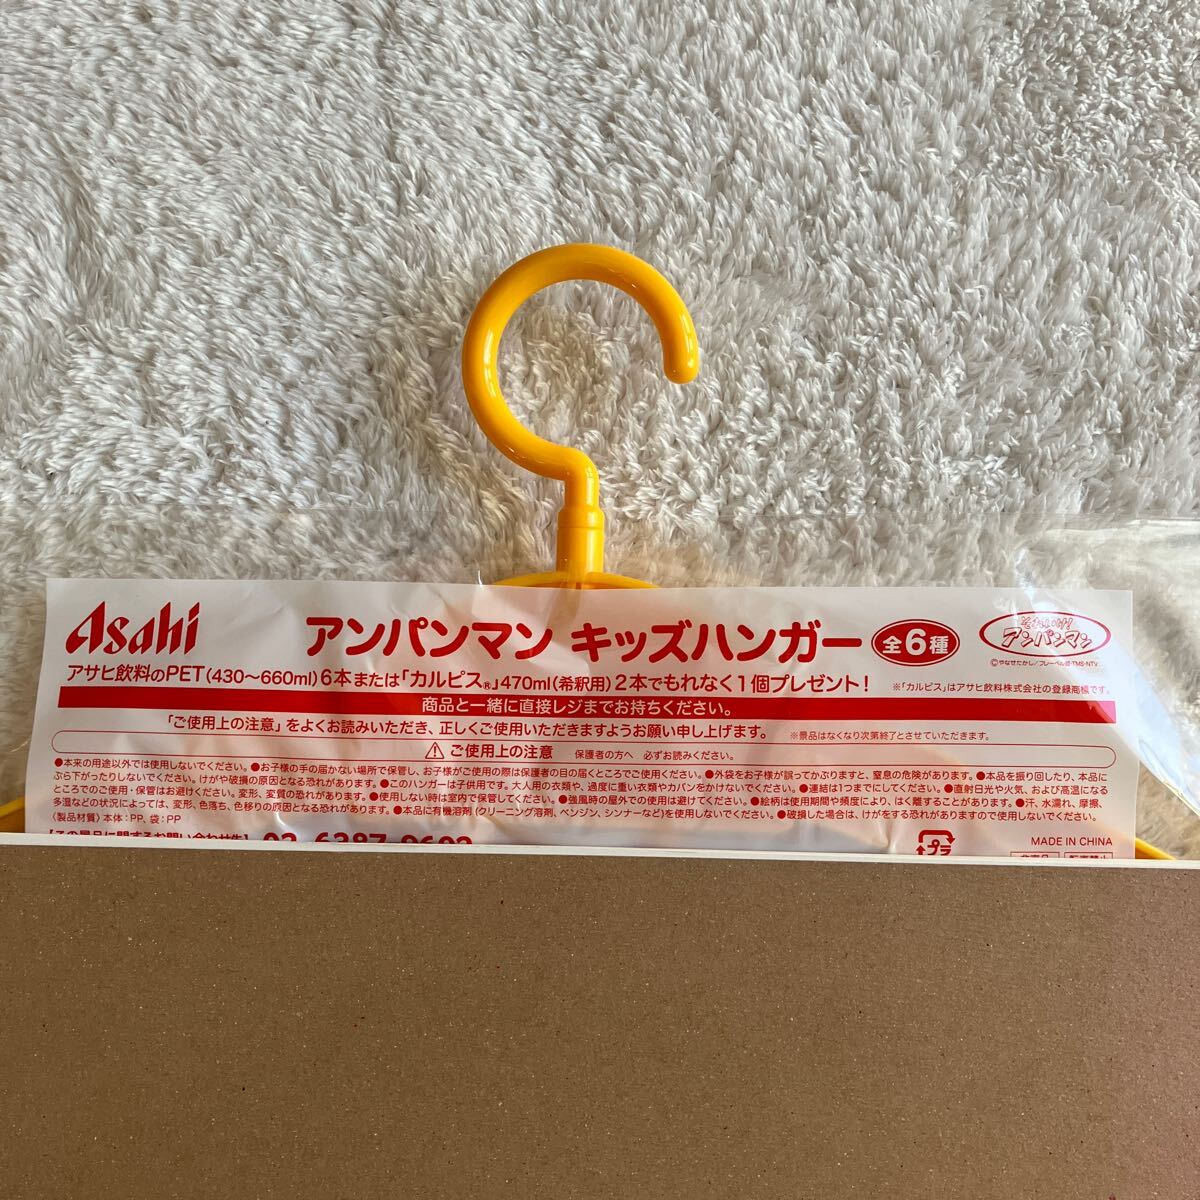 Asahi
アンパンマン キッズハンガー 全6種
それいけ!アンパンマン
©やなせたかし/フレーベル館・TMS・NTV
アサヒ飲料のPET(430〜660ml)6本または「カルピス®」470ml(希釈用)2本でもれなく1個プレゼント!
※「カルピス」はアサヒ飲料株式会社の登録商標です。
商品と一緒に直接レジまでお持ちください。
「ご使用上の注意」をよくお読みいただき、正しくご使用いただきますようお願い申し上げます。 ※景品はなくなり次第終了とさせていただきます。
⚠ ご使用上の注意 保護者の方へ 必ずお読みください。
●本来の用途以外では使用しないでください。●お子様の手の届かない場所で保管し、お子様がご使用の際は保護者の目の届くところでご使用ください。●外袋をお子様が誤ってかぶりますと、窒息の危険があります。●本品を振り回したり、本品に
ぶら下がったりしないでください。けがや破損の原因となる恐れがあります。●このハンガーは子供用です。大人用の衣類や、過度に重い衣類やカバンをかけないでください。●連結は1つまでにしてください。●直射日光や火気、および高温になる
ところでのご使用・保管はお避けください。変形、変質の恐れがあります。●使用しない時は室内で保管してください。●強風時の屋外での使用は避けてください。●絵柄は使用期間や頻度により、はく離することがあります。●汗、水濡れ、摩擦、
多湿などの状況によっては、変形、色落ち、色移りの原因となる恐れがあります。●本品に有機溶剤(クリーニング溶剤、ベンジン、シンナーなど)を使用しないでください。●破損した場合は、けがをする恐れがありますので使用しないでください。
〈製品材質〉本体:PP、袋:PP
【この景品に関するお問い合わせ先】 03-6387-9602
プラ
MADE IN CHINA
非売品 転売禁止